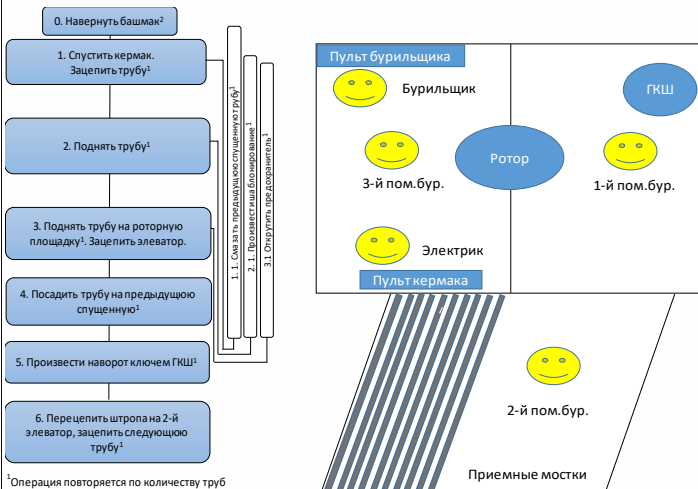 0. Навернуть башмак²
1. Спустить кермак.
Зацепить трубу¹
2. Поднять трубу¹
3. Поднять трубу на роторную
площадку¹. Зацепить элеватор.
4. Посадить трубу на предыдущую
спущенную¹
5. Произвести наворот ключем ГКШ¹
6. Перецепить штропа на 2-й
элеватор, зацепить следующую
трубу¹
¹Операция повторяется по количеству труб
1. 1. Смазать предыдущую спущенную трубу¹
2. 1. Произвести шаблонирование¹
3.1 Открутить предохранитель¹
Пульт бурильщика
Бурильщик
ГКШ
Ротор
3-й пом.бур.
1-й пом.бур.
Электрик
Пульт кермака
2-й пом.бур.
Приемные мостки